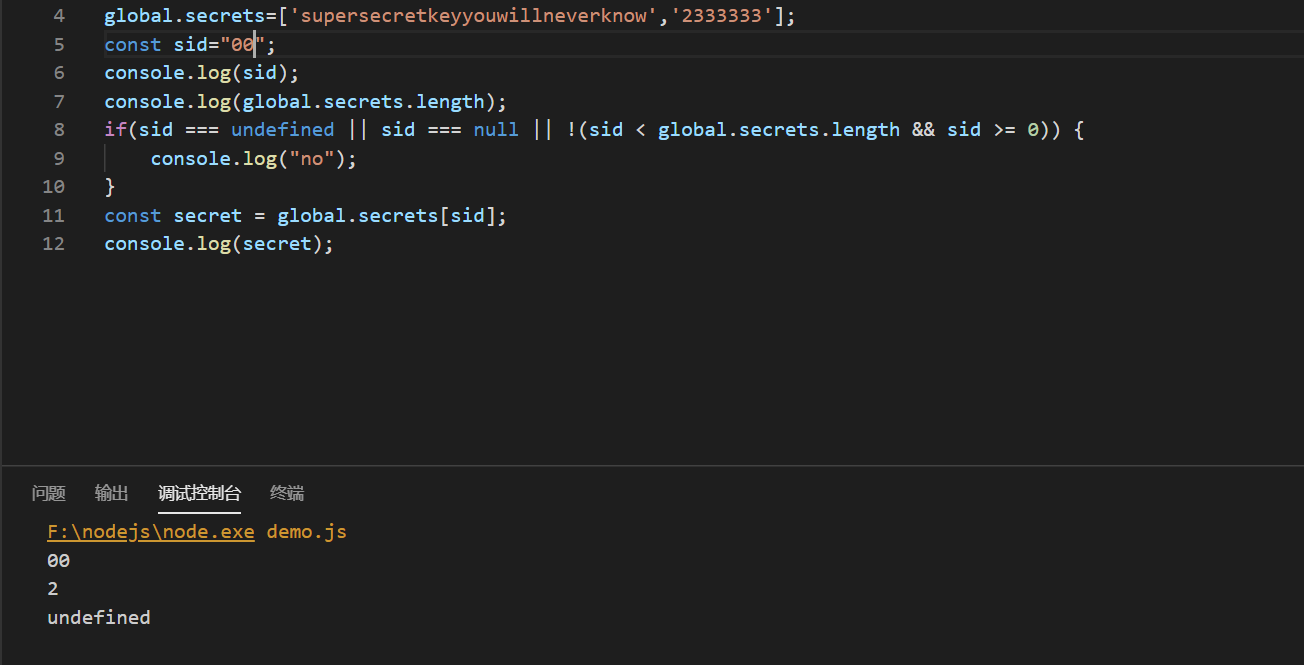 4 global.secrets=['supersecretkeyyouwillneverknow','2333333'];
5 const sid="00";
6 console.log(sid);
7 console.log(global.secrets.length);
8 if(sid === undefined || sid === null || !(sid < global.secrets.length && sid >= 0)) {
9     console.log("no");
10 }
11 const secret = global.secrets[sid];
12 console.log(secret);
问题 输出 调试控制台 终端
F:\nodejs\node.exe demo.js
00
2
undefined